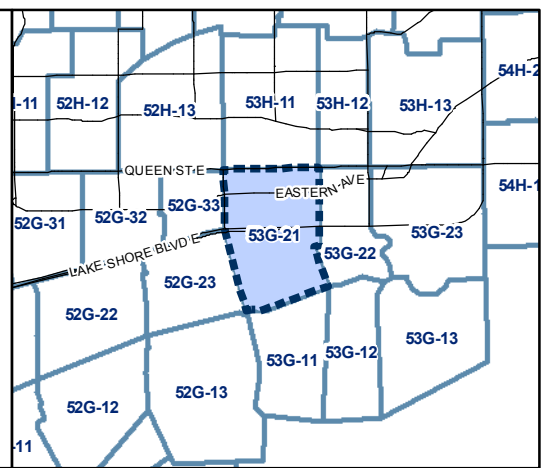 54H-2
I-11
52H-12
52H-13
53H-11
53H-12
53H-13
QUEEN ST E
EASTERN AVE
54H-1
52G-31
52G-32
52G-33
53G-21
53G-22
53G-23
LAKE SHORE BLVD E
52G-22
52G-23
53G-11
53G-12
53G-13
52G-12
52G-13
-11